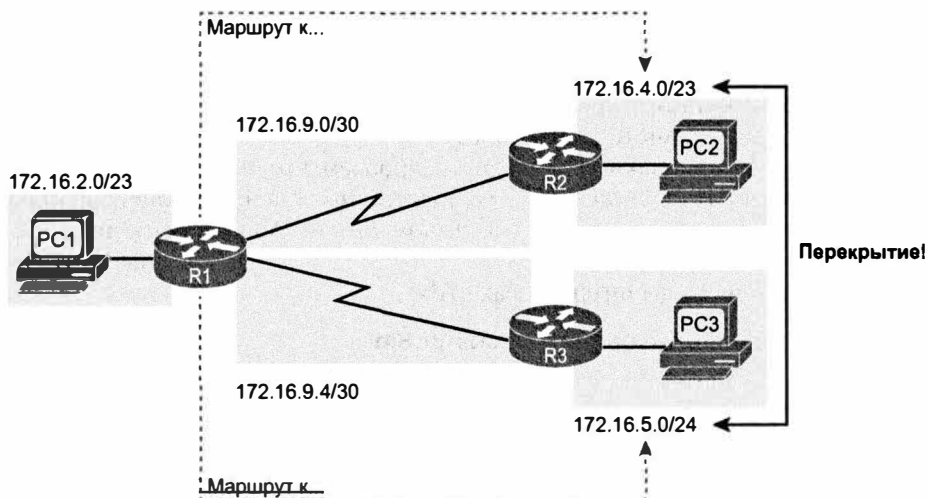 Маршрут к...
172.16.4.0/23
172.16.9.0/30
PC2
R2
172.16.2.0/23
PC1
R1
Перекрытие!
PC3
R3
172.16.9.4/30
172.16.5.0/24
Маршрут к...